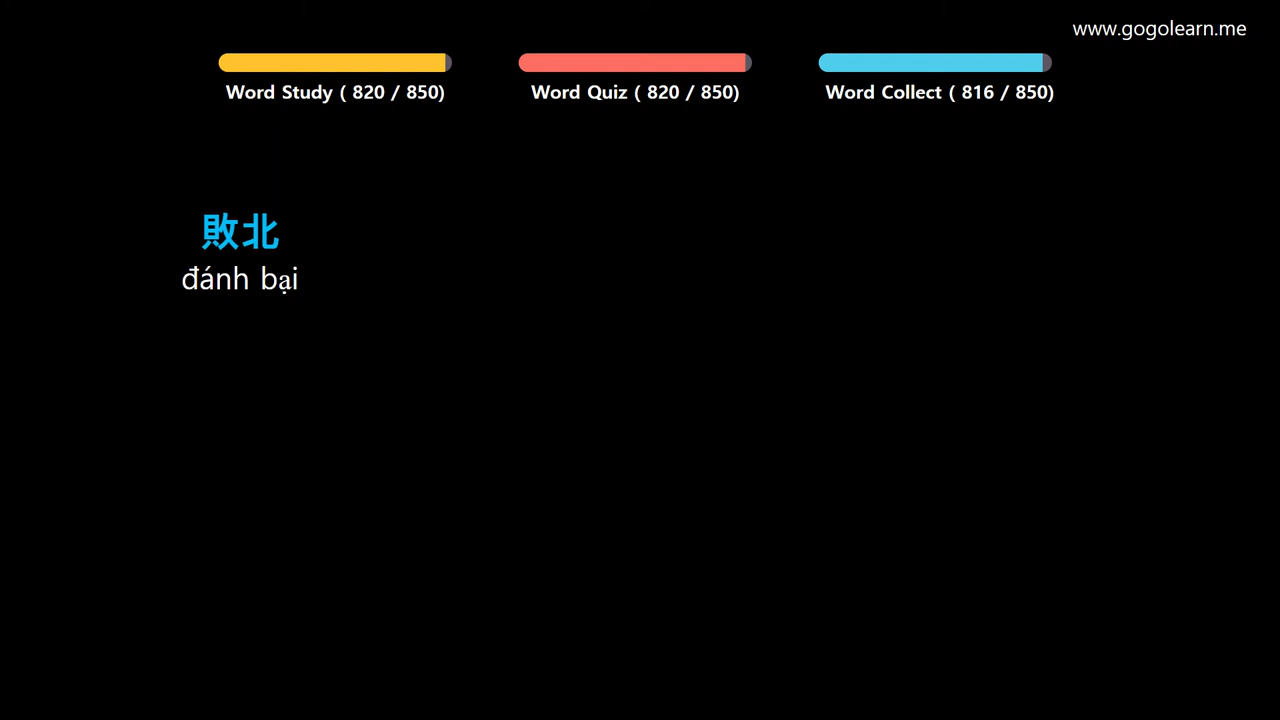 www.gogolearn.me
Word Study ( 820 / 850)
Word Quiz ( 820 / 850)
Word Collect ( 816 / 850)
敗北
đánh bại